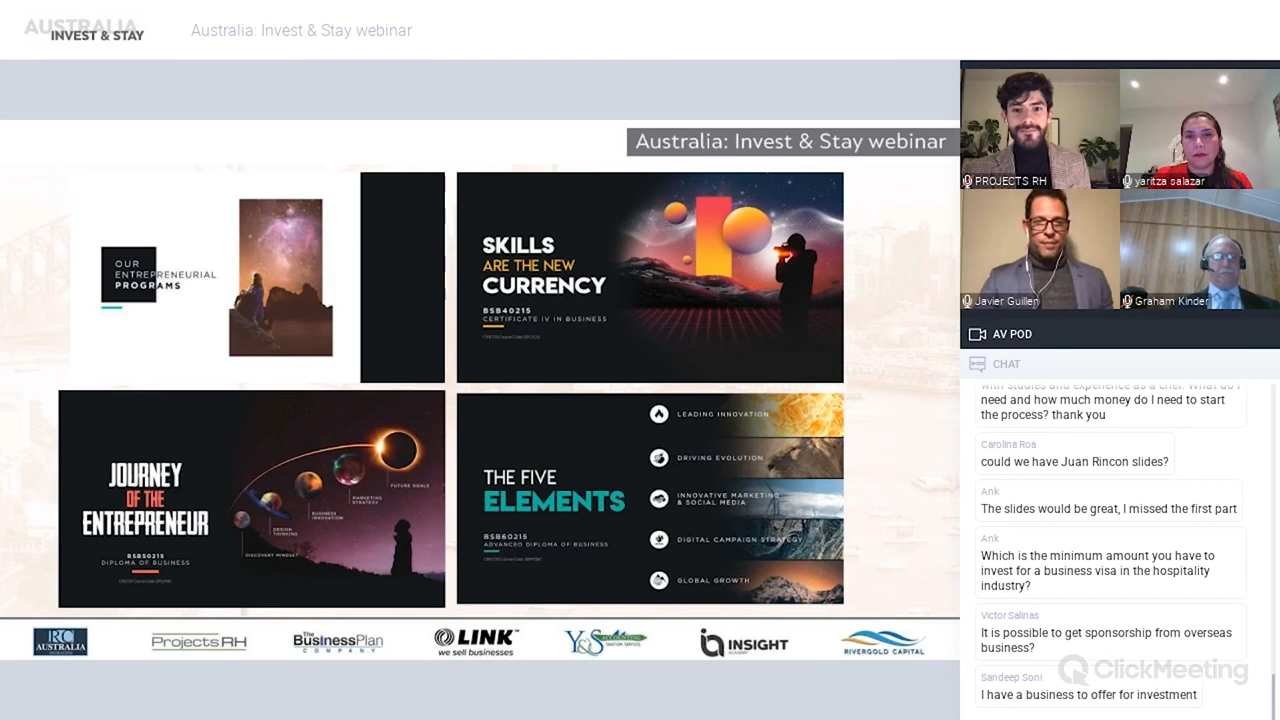 AUSTRALIA
INVEST & STAY
Australia: Invest & Stay webinar
Australia: Invest & Stay webinar
OUR
ENTREPRENEURIAL
PROGRAMS
SKILLS
ARE THE NEW
CURRENCY
BSB40215
CERTIFICATE IV IN BUSINESS
JOURNEY
OF THE
ENTREPRENEUR
BSB50215
DIPLOMA OF BUSINESS
DISCOVERY MINDSET
DESIGN
THINKING
BUSINESS
INNOVATION
MARKETING
STRATEGY
FUTURE GOALS
THE FIVE
ELEMENTS
BSB60215
ADVANCED DIPLOMA OF BUSINESS
LEADING INNOVATION
DRIVING EVOLUTION
INNOVATIVE MARKETING
& SOCIAL MEDIA
DIGITAL CAMPAIGN STRATEGY
GLOBAL GROWTH
IRC
AUSTRALIA
Projects RH
The
BusinessPlan
COMPANY
LINK™
we sell businesses
Y&S ACCOUNTING
TAXATION SERVICES
INSIGHT
ACADEMY
RIVERGOLD CAPITAL
PROJECTS RH
yaritza salazar
Javier Guillen
Graham Kinder
AV POD
CHAT
with studies and experience as a chef. What do I
need and how much money do I need to start
the process? thank you
Carolina Roa
could we have Juan Rincon slides?
Ank
The slides would be great, I missed the first part
Ank
Which is the minimum amount you have to
invest for a business visa in the hospitality
industry?
Victor Salinas
It is possible to get sponsorship from overseas
business?
Sandeep Soni
I have a business to offer for investment
ClickMeeting